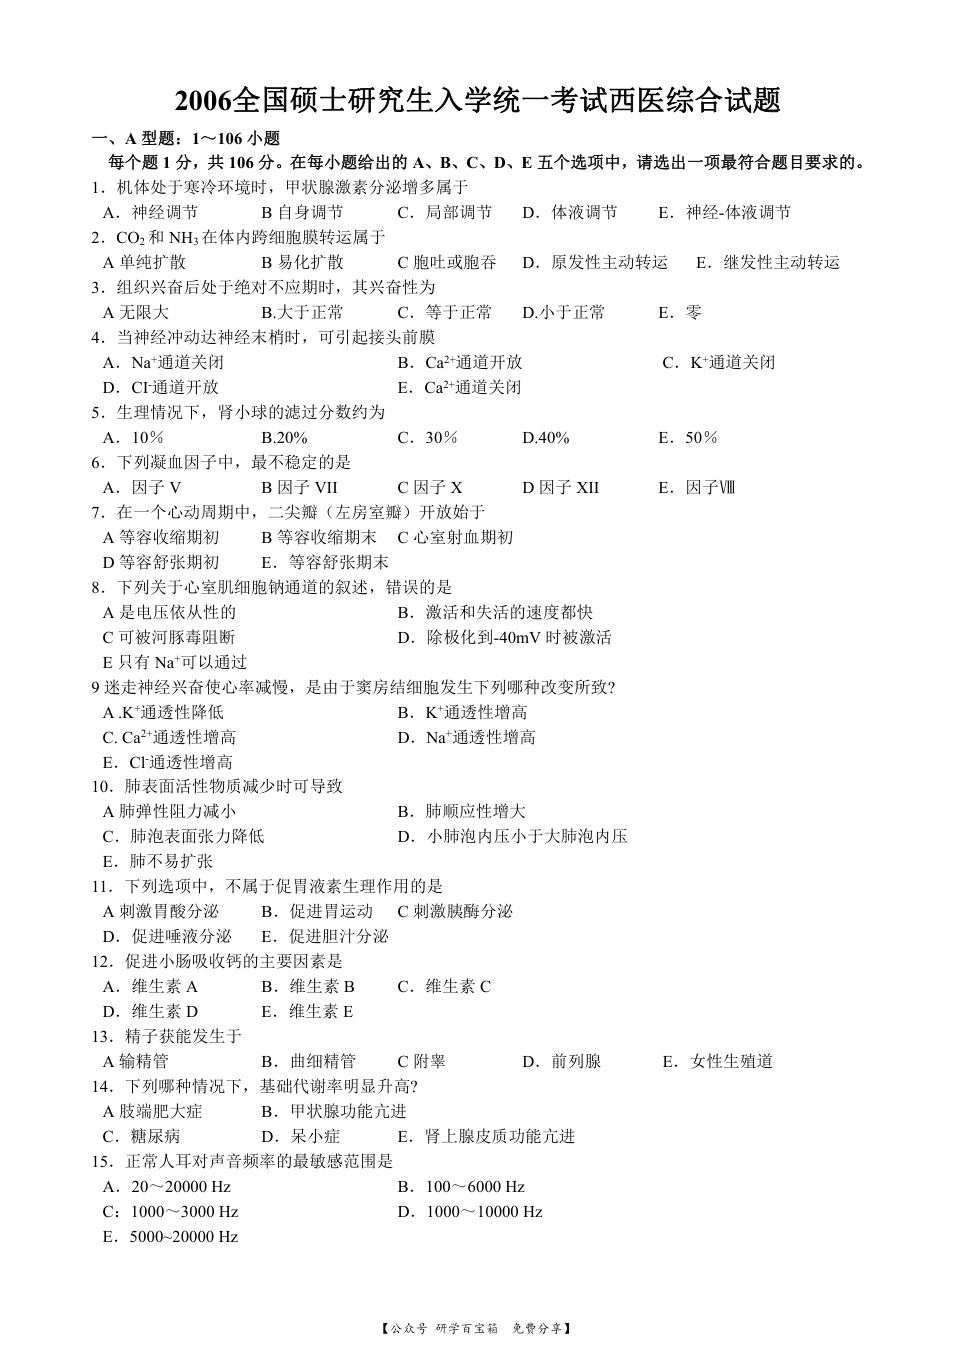 2006全国硕士研究生入学统一考试西医综合试题
一、A 型题：1～106 小题
每个题 1 分，共 106 分。在每小题给出的 A、B、C、D、E 五个选项中，请选出一项最符合题目要求的。
1．机体处于寒冷环境时，甲状腺激素分泌增多属于
A．神经调节 B 自身调节 C．局部调节 D．体液调节 E．神经-体液调节
2．CO2 和 NH3 在体内跨细胞膜转运属于
A 单纯扩散 B 易化扩散 C 胞吐或胞吞 D．原发性主动转运 E．继发性主动转运
3．组织兴奋后处于绝对不应期时，其兴奋性为
A 无限大 B.大于正常 C．等于正常 D.小于正常 E．零
4．当神经冲动达神经末梢时，可引起接头前膜
A．Na+通道关闭 B．Ca2+通道开放 C．K+通道关闭
D．CI-通道开放 E．Ca2+通道关闭
5．生理情况下，肾小球的滤过分数约为
A．10％ B.20% C．30％ D.40% E．50％
6．下列凝血因子中，最不稳定的是
A．因子 V B 因子 VII C 因子 X D 因子 XII E．因子Ⅷ
7．在一个心动周期中，二尖瓣（左房室瓣）开放始于
A 等容收缩期初 B 等容收缩期末 C 心室射血期初
D 等容舒张期初 E．等容舒张期末
8．下列关于心室肌细胞钠通道的叙述，错误的是
A 是电压依从性的 B．激活和失活的速度都快
C 可被河豚毒阻断 D．除极化到-40mV 时被激活
E 只有 Na+可以通过
9 迷走神经兴奋使心率减慢，是由于窦房结细胞发生下列哪种改变所致?
A .K+通透性降低 B．K+通透性增高
C. Ca2+通透性增高 D．Na+通透性增高
E．Cl-通透性增高
10．肺表面活性物质减少时可导致
A 肺弹性阻力减小 B．肺顺应性增大
C．肺泡表面张力降低 D．小肺泡内压小于大肺泡内压
E．肺不易扩张
11．下列选项中，不属于促胃液素生理作用的是
A 刺激胃酸分泌 B．促进胃运动 C 刺激胰酶分泌
D．促进唾液分泌 E．促进胆汁分泌
12．促进小肠吸收钙的主要因素是
A．维生素 A B．维生素 B C．维生素 C
D．维生素 D E．维生素 E
13．精子获能发生于
A 输精管 B．曲细精管 C 附睾 D．前列腺 E．女性生殖道
14．下列哪种情况下，基础代谢率明显升高?
A 肢端肥大症 B．甲状腺功能亢进
C．糖尿病 D．呆小症 E．肾上腺皮质功能亢进
15．正常人耳对声音频率的最敏感范围是
A．20～20000 Hz B．100～6000 Hz
C：1000～3000 Hz D．1000～10000 Hz
E．5000~20000 Hz
【公众号 研学百宝箱 免费分享】